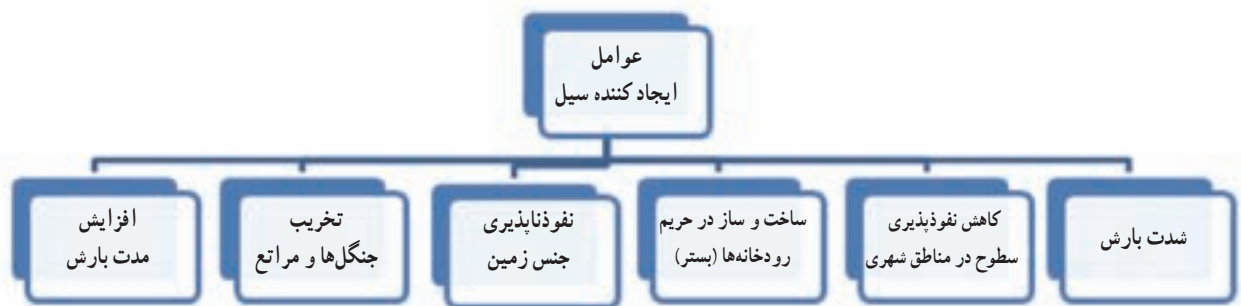 عوامل
ایجاد کننده سیل
شدت بارش
کاهش نفوذپذیری
سطوح در مناطق شهری
ساخت و ساز در حریم
رودخانه‌ها (بستر)
نفوذناپذیری
جنس زمین
تخریب
جنگل‌ها و مراتع
افزایش
مدت بارش